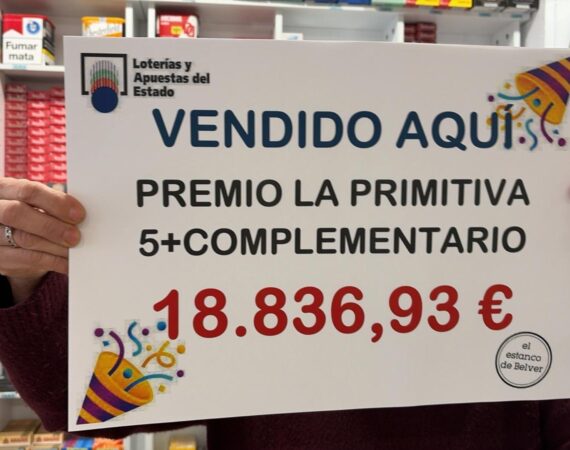 Fumar
mata
Loterías y
Apuestas del
Estado
VENDIDO AQUÍ
PREMIO LA PRIMITIVA
5+COMPLEMENTARIO
18.836,93 €
el
estanco
de Belver